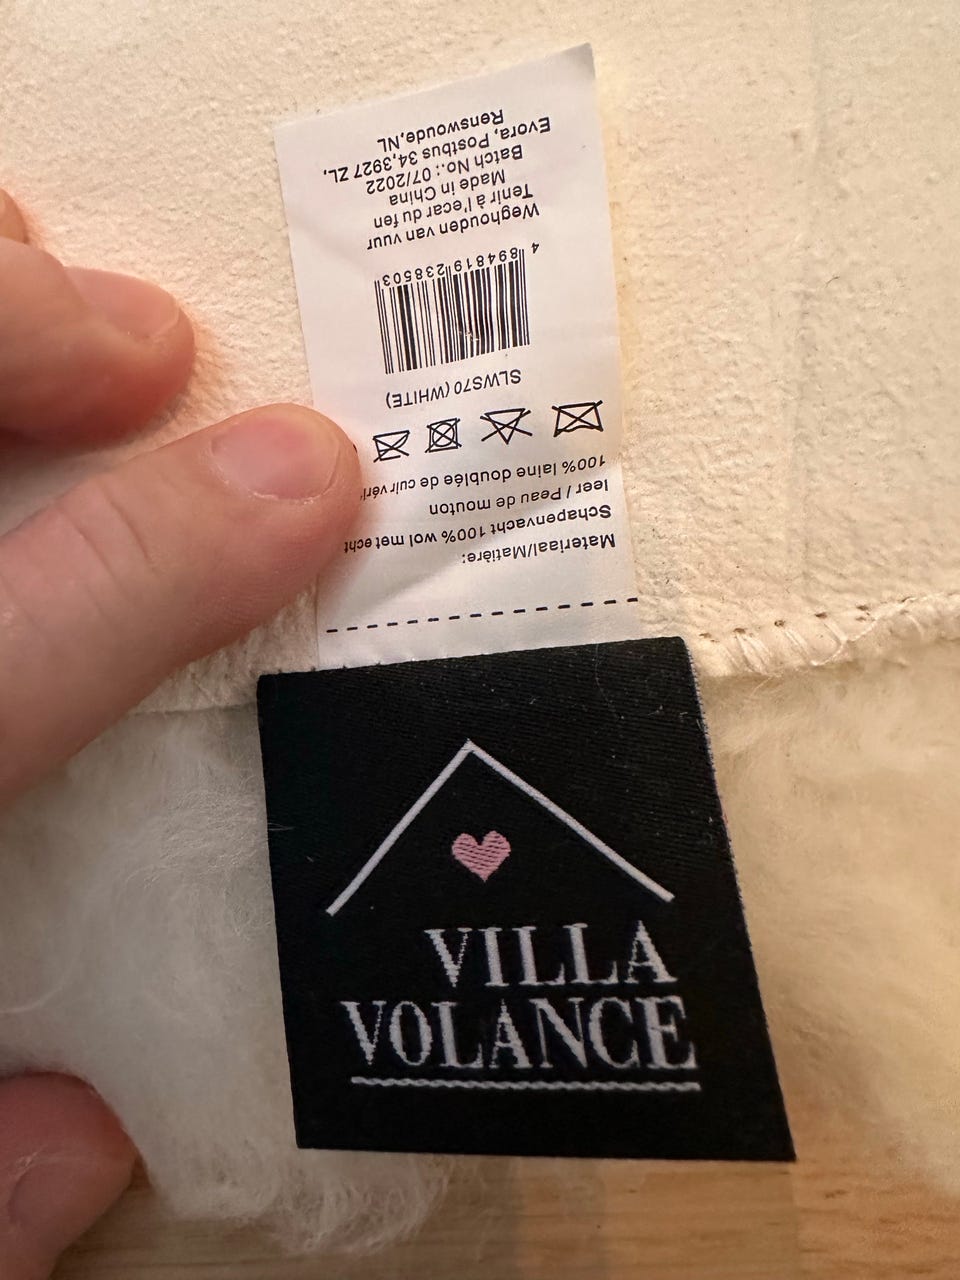 Materiaal/Matière:
Schapenvacht 100% wol met echt
leer / Peau de mouton
100% laine doublée de cuir véri
SLWS70 (WHITE)
4 894819 238503
Weghouden van vuur
Tenir à l'ecar du fen
Made in China
Batch No.: 07/2022
Evora, Postbus 34,3927 ZL,
Renswoude,NL
VILLA
VOLANCE